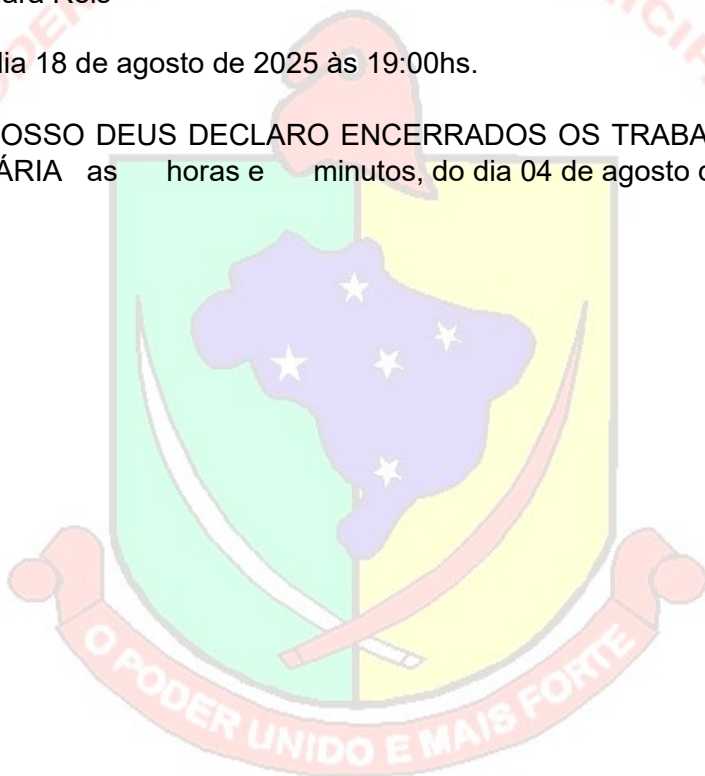 Reis
dia 18 de agosto de 2025 às 19:00hs.
OSSO DEUS DECLARO ENCERRADOS OS TRABA
ÁRIA as horas e minutos, do dia 04 de agosto
O PODER UNIDO E MAIS FORTE